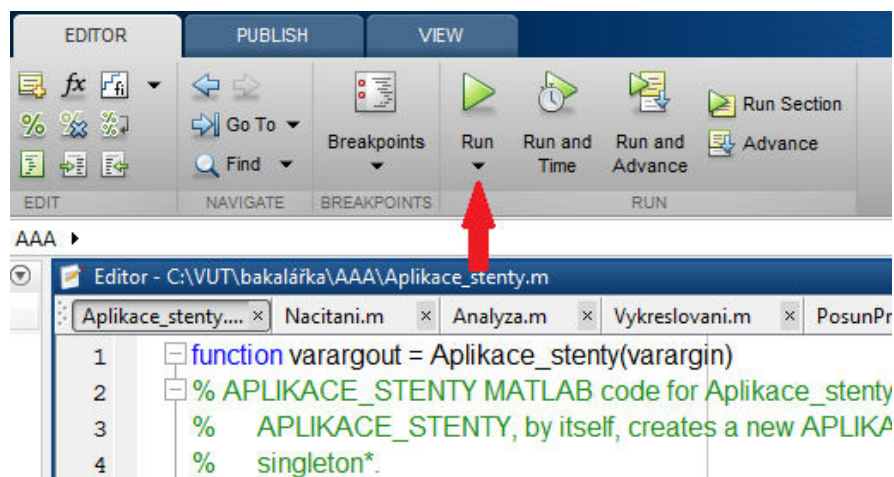 EDITOR PUBLISH VIEW
fx fi
Go To
Find
Breakpoints
Run
Run and Time
Run and Advance
Run Section
Advance
EDIT NAVIGATE BREAKPOINTS RUN
AAA
Editor - C:\VUT\bakalářka\AAA\Aplikace_stenty.m
Aplikace_stenty.... × Nacitani.m × Analyza.m × Vykreslovani.m × PosunPr
1 function varargout = Aplikace_stenty(varargin)
2 % APLIKACE_STENTY MATLAB code for Aplikace_stenty
3 % APLIKACE_STENTY, by itself, creates a new APLIKA
4 % singleton*.